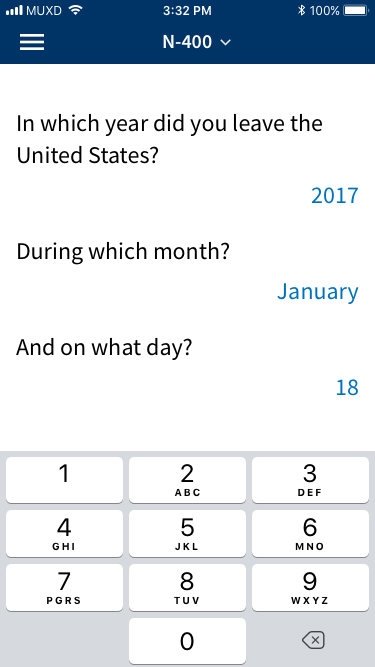 MUXD 3:32 PM 100%
N-400
In which year did you leave the
United States?
2017
During which month?
January
And on what day?
18
1 2 3
ABC DEF
4 5 6
GHI JKL MNO
7 8 9
PGRS TUV WXYZ
0